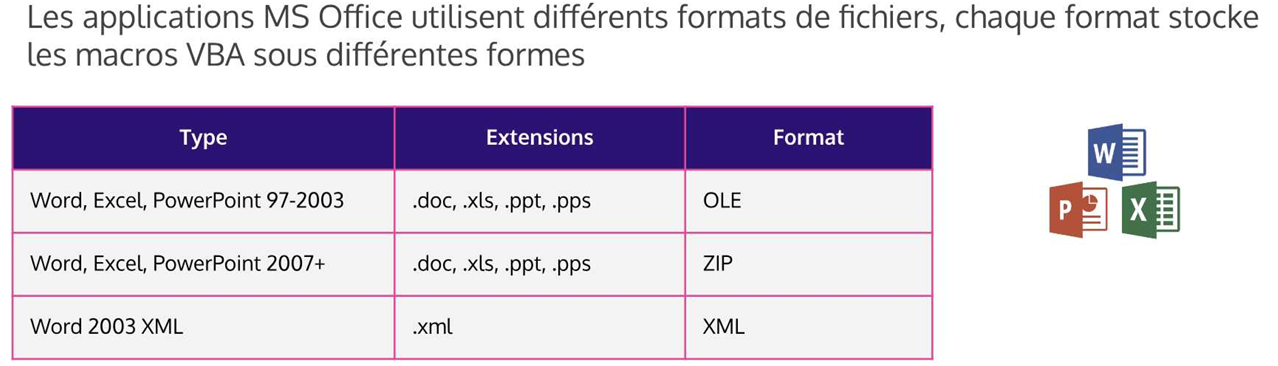 Les applications MS Office utilisent différents formats de fichiers, chaque format stocke
les macros VBA sous différentes formes
Type Extensions Format
Word, Excel, PowerPoint 97-2003 .doc, .xls, .ppt, .pps OLE
Word, Excel, PowerPoint 2007+ .doc, .xls, .ppt, .pps ZIP
Word 2003 XML .xml XML
W
P X